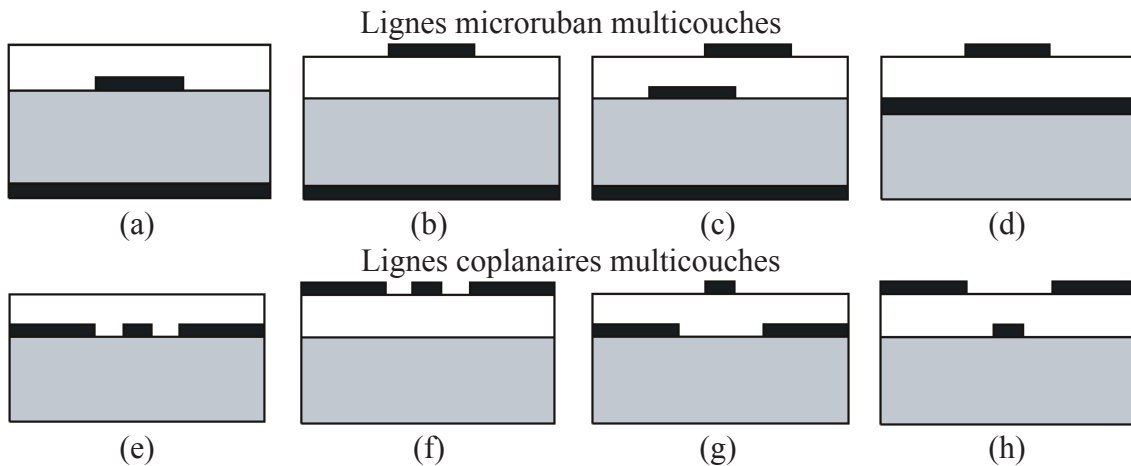 Lignes microruban multicouches
(a) (b) (c) (d)
Lignes coplanaires multicouches
(e) (f) (g) (h)